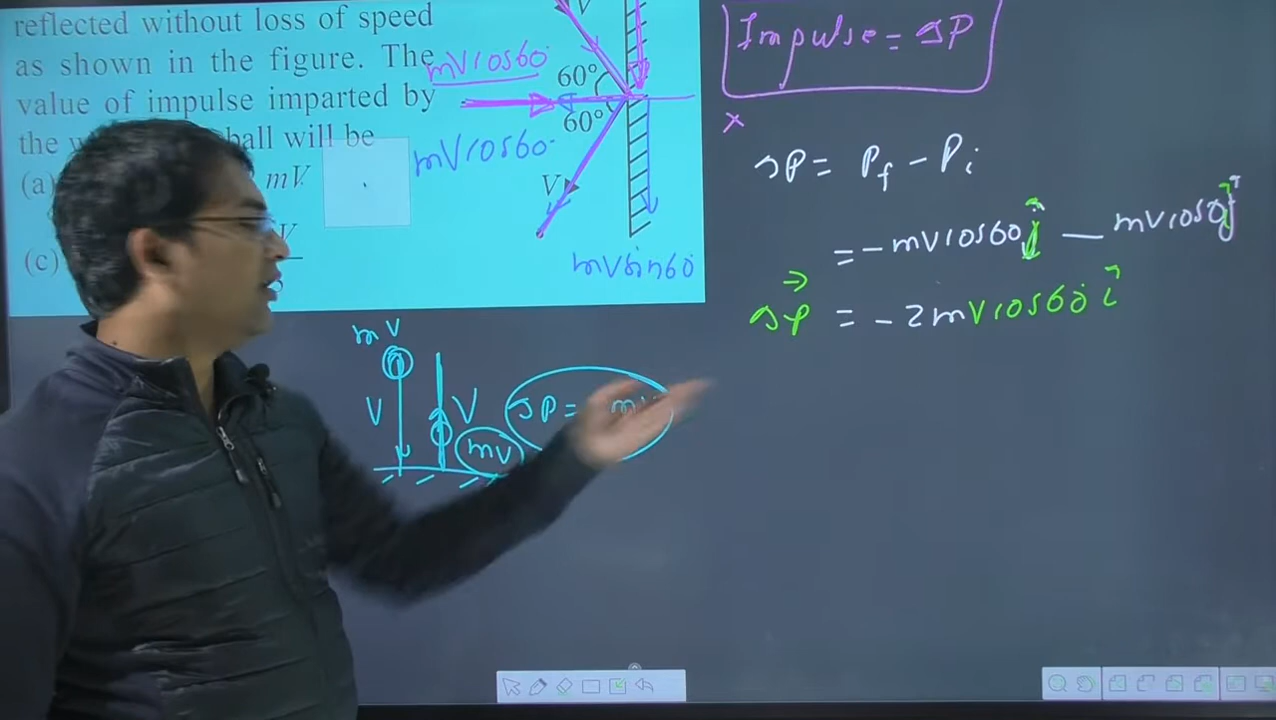 reflected without loss of speed
as shown in the figure. The
value of impulse imparted by
the ball will be
(a) mV
(c) V
mVcos60
mVcos60
60°
60°
V
V
mVsin60
Impulse = ΔP
x
ΔP = Pf - Pi
= - mVcos60 î - mVcos
ΔP⃗ = - 2mVcos60 î
mV
V
V
mV
ΔP =